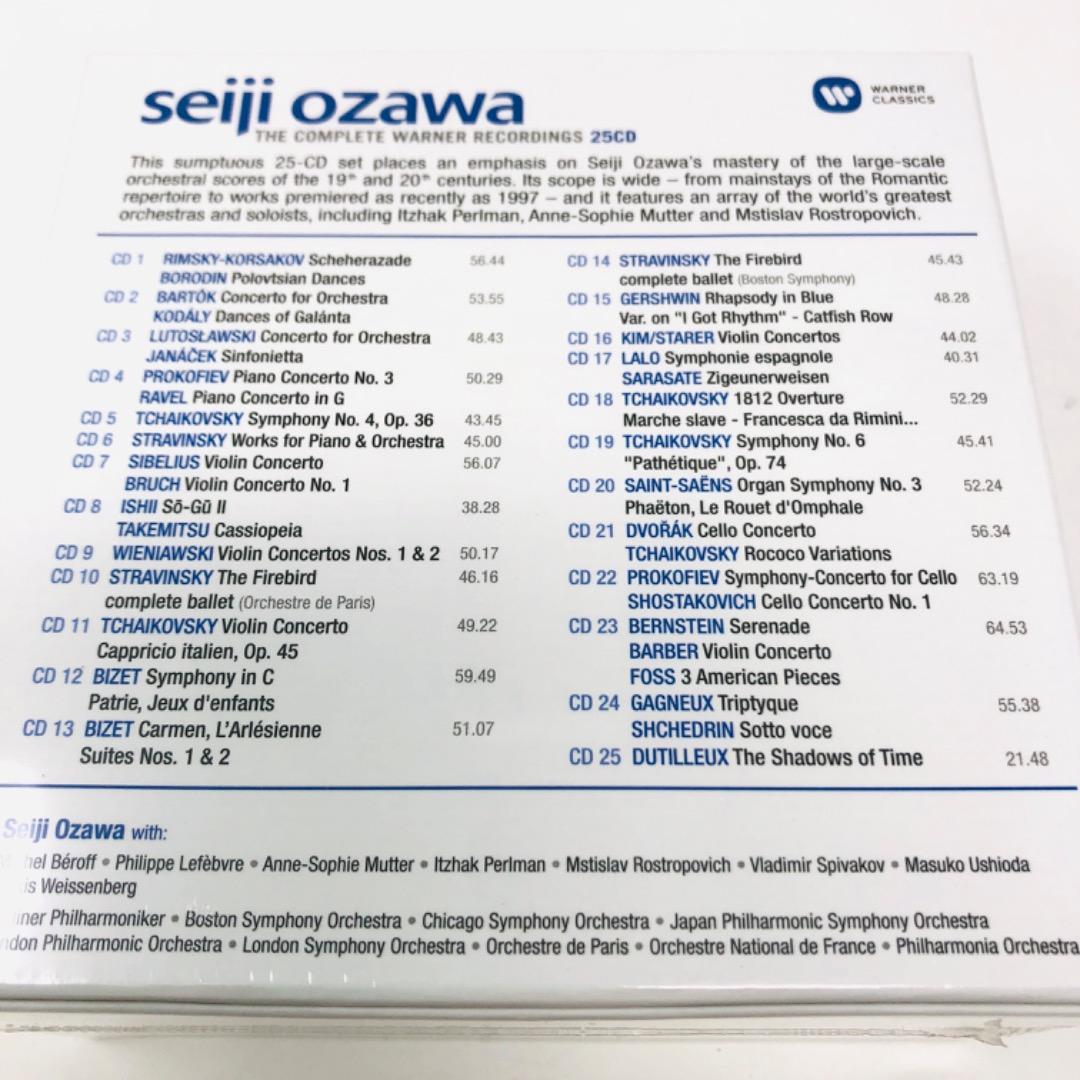 seiji ozawa
THE COMPLETE WARNER RECORDINGS 25CD
WARNER
CLASSICS
This sumptuous 25-CD set places an emphasis on Seiji Ozawa's mastery of the large-scale
orchestral scores of the 19th and 20th centuries. Its scope is wide – from mainstays of the Romantic
repertoire to works premiered as recently as 1997 – and it features an array of the world's greatest
orchestras and soloists, including Itzhak Perlman, Anne-Sophie Mutter and Mstislav Rostropovich.
CD 1 RIMSKY-KORSAKOV Scheherazade 56.44
BORODIN Polovtsian Dances
CD 2 BARTÓK Concerto for Orchestra 53.55
KODÁLY Dances of Galánta
CD 3 LUTOSŁAWSKI Concerto for Orchestra 48.43
JANÁČEK Sinfonietta
CD 4 PROKOFIEV Piano Concerto No. 3 50.29
RAVEL Piano Concerto in G
CD 5 TCHAIKOVSKY Symphony No. 4, Op. 36 43.45
CD 6 STRAVINSKY Works for Piano & Orchestra 45.00
CD 7 SIBELIUS Violin Concerto 56.07
BRUCH Violin Concerto No. 1
CD 8 ISHII Sō-Gū II 38.28
TAKEMITSU Cassiopeia
CD 9 WIENIAWSKI Violin Concertos Nos. 1 & 2 50.17
CD 10 STRAVINSKY The Firebird 46.16
complete ballet (Orchestre de Paris)
CD 11 TCHAIKOVSKY Violin Concerto 49.22
Cappricio italien, Op. 45
CD 12 BIZET Symphony in C 59.49
Patrie, Jeux d'enfants
CD 13 BIZET Carmen, L'Arlésienne 51.07
Suites Nos. 1 & 2
CD 14 STRAVINSKY The Firebird 45.43
complete ballet (Boston Symphony)
CD 15 GERSHWIN Rhapsody in Blue 48.28
Var. on "I Got Rhythm" - Catfish Row
CD 16 KIM/STARER Violin Concertos 44.02
CD 17 LALO Symphonie espagnole 40.31
SARASATE Zigeunerweisen
CD 18 TCHAIKOVSKY 1812 Overture 52.29
Marche slave - Francesca da Rimini...
CD 19 TCHAIKOVSKY Symphony No. 6 45.41
"Pathétique", Op. 74
CD 20 SAINT-SAËNS Organ Symphony No. 3 52.24
Phaëton, Le Rouet d'Omphale
CD 21 DVOŘÁK Cello Concerto 56.34
TCHAIKOVSKY Rococo Variations
CD 22 PROKOFIEV Symphony-Concerto for Cello 63.19
SHOSTAKOVICH Cello Concerto No. 1
CD 23 BERNSTEIN Serenade 64.53
BARBER Violin Concerto
FOSS 3 American Pieces
CD 24 GAGNEUX Triptyque 55.38
SHCHEDRIN Sotto voce
CD 25 DUTILLEUX The Shadows of Time 21.48
Seiji Ozawa with:
Béroff • Philippe Lefèbvre • Anne-Sophie Mutter • Itzhak Perlman • Mstislav Rostropovich • Vladimir Spivakov • Masuko Ushioda
Weissenberg
Philharmoniker • Boston Symphony Orchestra • Chicago Symphony Orchestra • Japan Philharmonic Symphony Orchestra
Philharmonic Orchestra • London Symphony Orchestra • Orchestre de Paris • Orchestre National de France • Philharmonia Orchestra